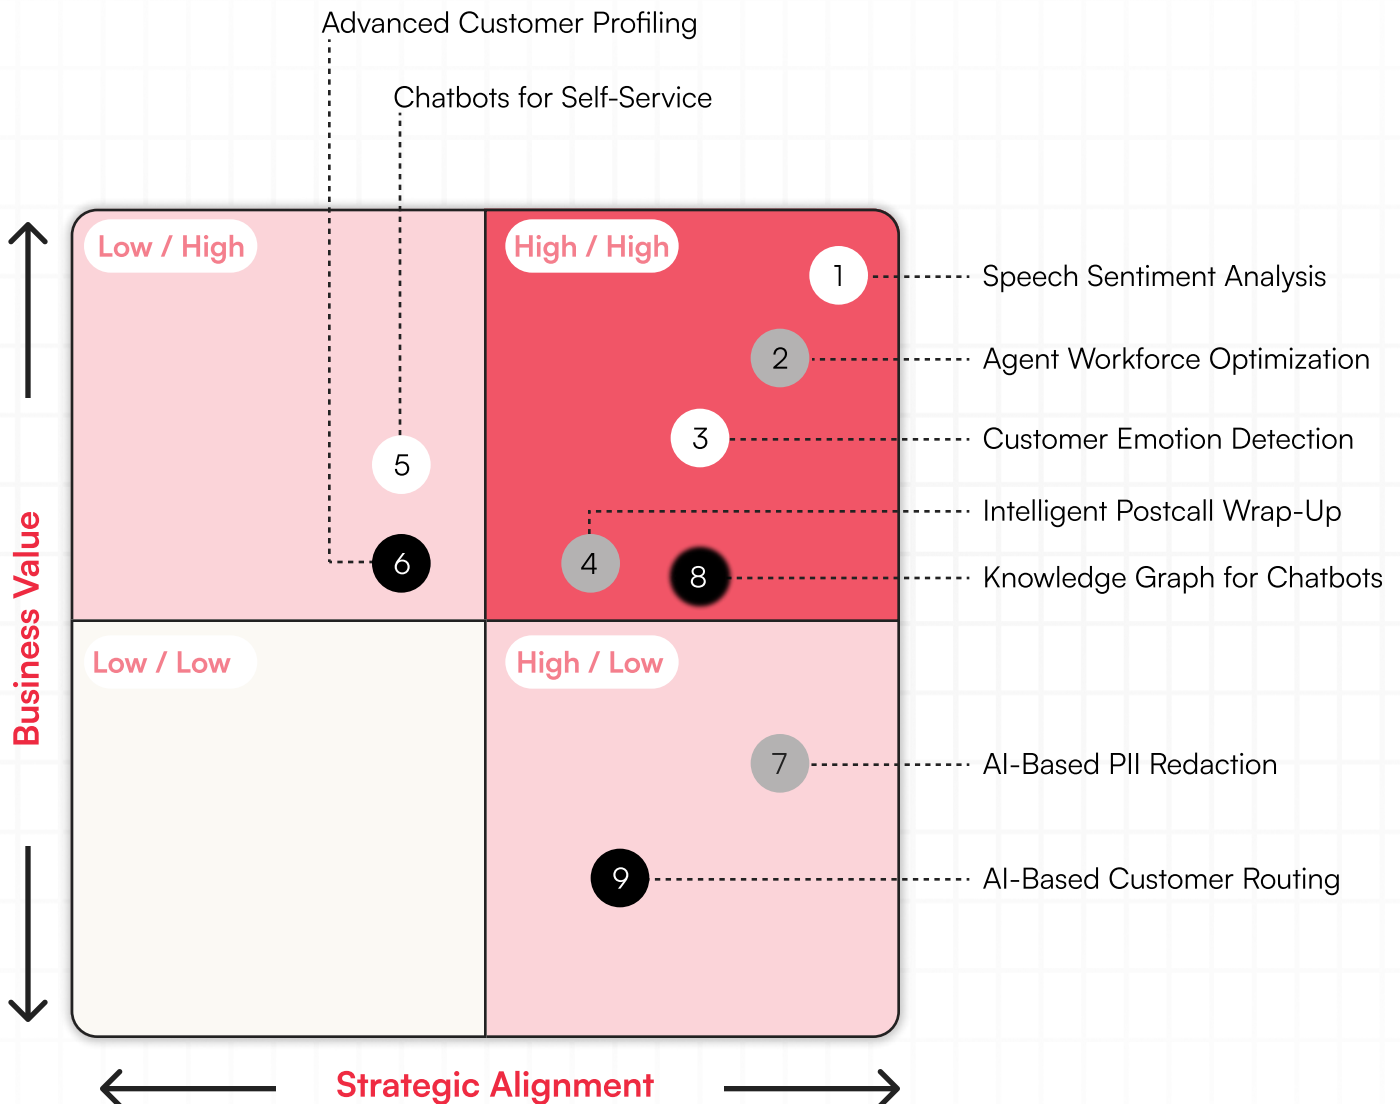 Advanced Customer Profiling
Chatbots for Self-Service
Low / High
High / High
1
Speech Sentiment Analysis
2
Agent Workforce Optimization
3
Customer Emotion Detection
5
Intelligent Postcall Wrap-Up
6
4
8
Knowledge Graph for Chatbots
Business Value
Low / Low
High / Low
7
AI-Based PII Redaction
9
AI-Based Customer Routing
Strategic Alignment